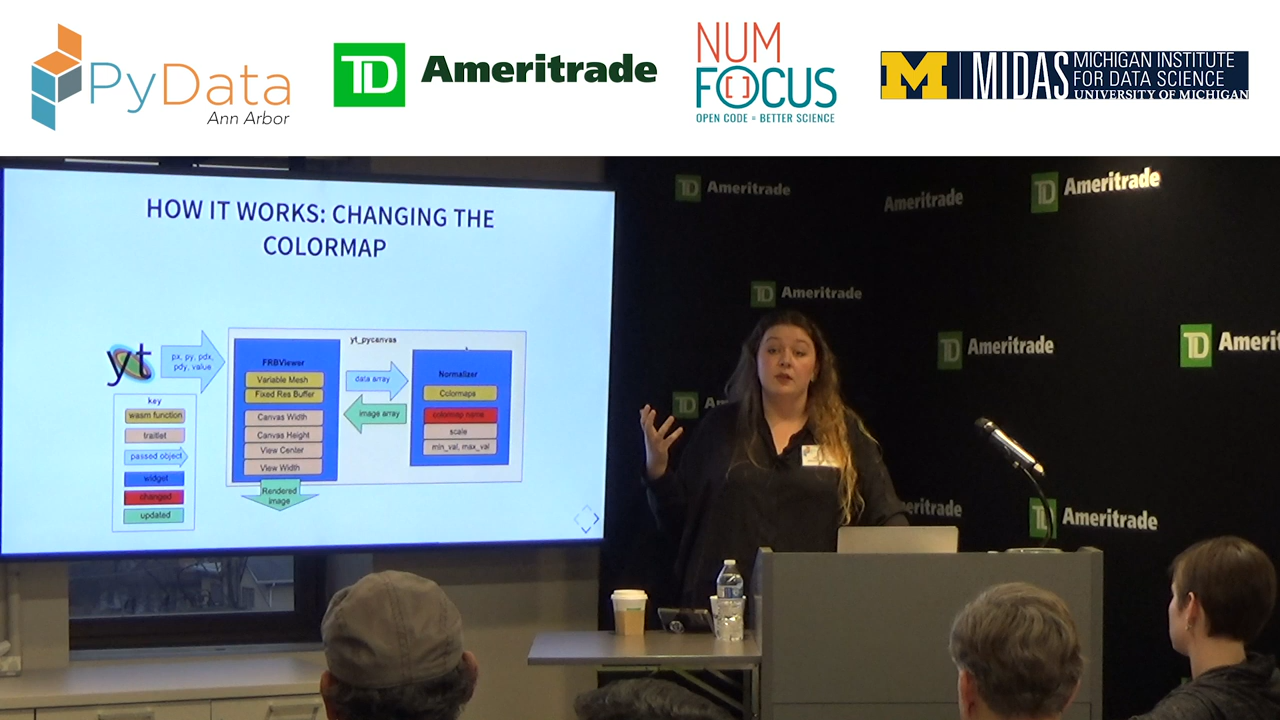 PyData
Ann Arbor
TD Ameritrade
NUM
FOCUS
OPEN CODE = BETTER SCIENCE
M MIDAS
MICHIGAN INSTITUTE
FOR DATA SCIENCE
UNIVERSITY OF MICHIGAN
HOW IT WORKS: CHANGING THE
COLORMAP
yt
px, py, pdx,
pdy, value
key
wasm function
traitlet
passed object
widget
changed
updated
yt_pycanvas
FRBViewer
Variable Mesh
Fixed Res Buffer
Canvas Width
Canvas Height
View Center
View Width
Rendered
image
data array
image array
Normalizer
Colormaps
colormap name
scale
min_val, max_val
TD Ameritrade
Ameritrade
TD Ameritrade
TD Ameritrade
TD Ameritrade
TD Ameri
TD Am
eritrade
TD Ameritrade